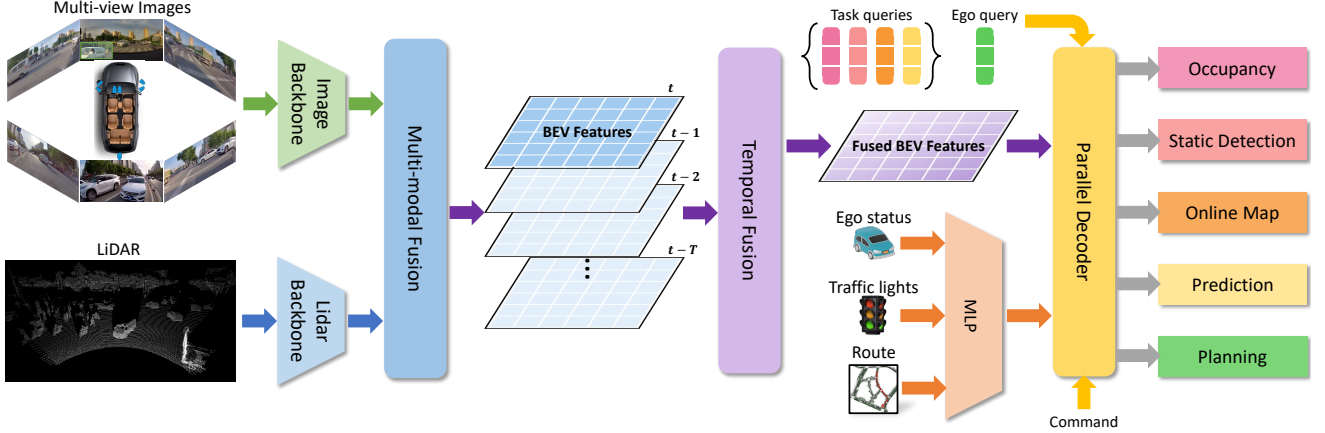 Multi-view Images
Image
Backbone
LiDAR
Lidar
Backbone
Multi-modal Fusion
t
BEV Features
t − 1
t − 2
t − T
Temporal Fusion
Task queries
Ego query
Fused BEV Features
Ego status
Traffic lights
Route
MLP
Parallel Decoder
Command
Occupancy
Static Detection
Online Map
Prediction
Planning